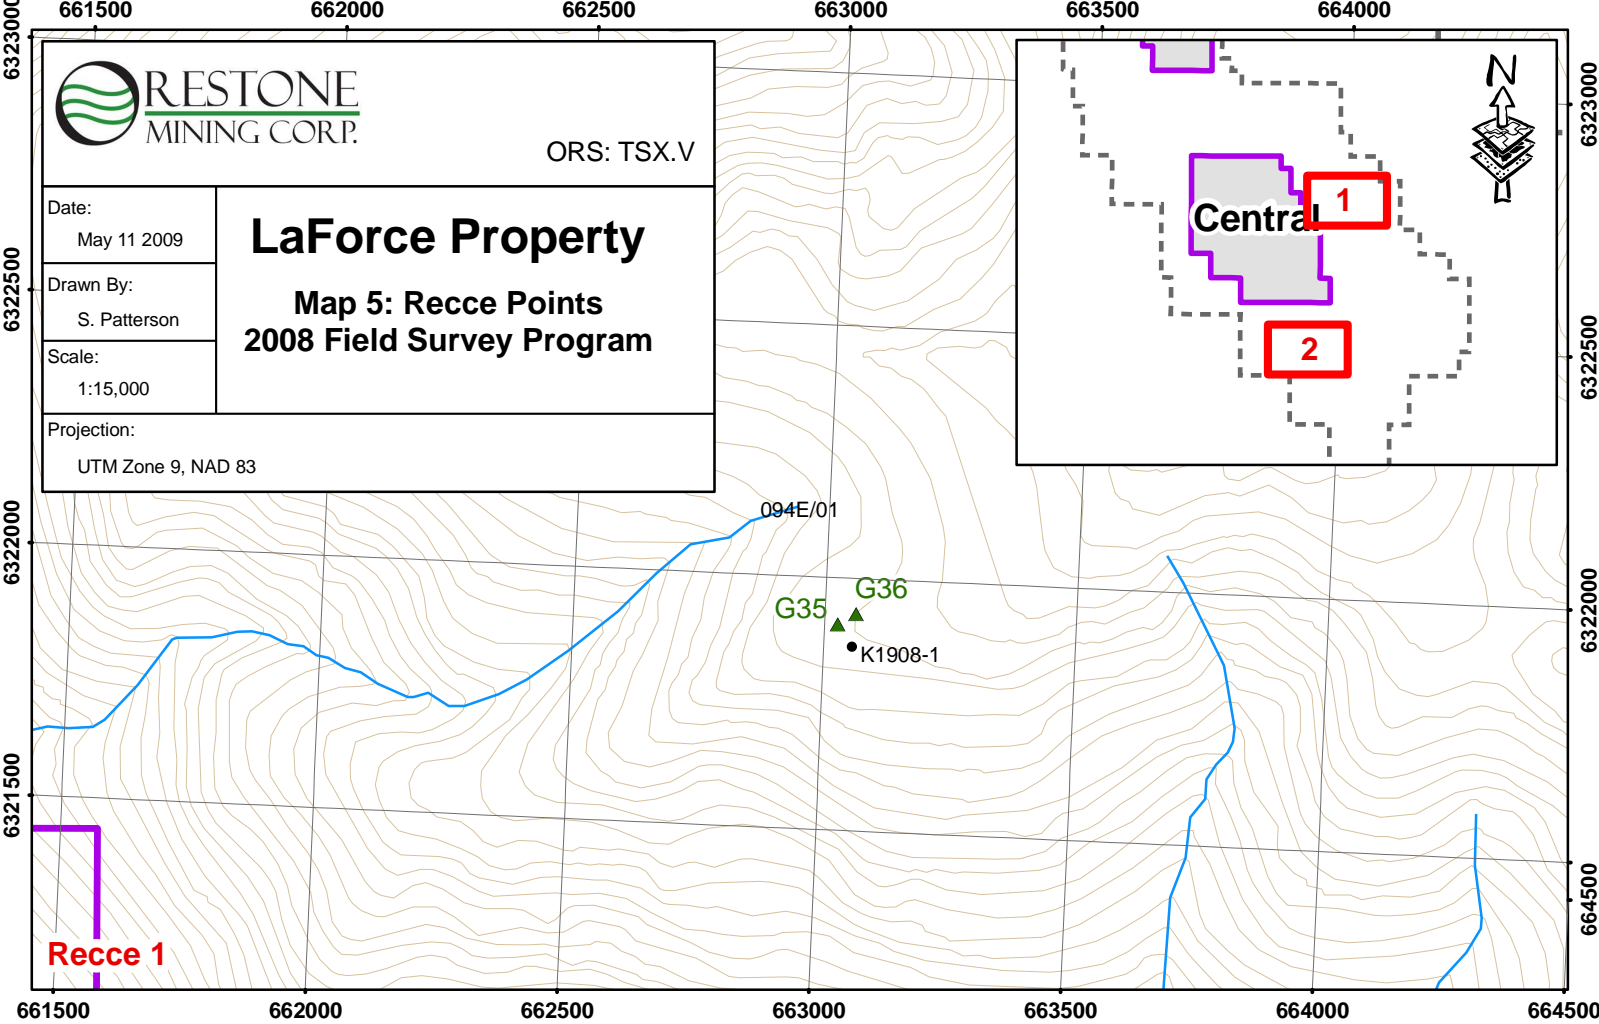 661500 662000 662500 663000 663500 664000
6323000
6322500
6322000
6321500
ORESTONE
MINING CORP.
ORS: TSX.V
Date:
May 11 2009
Drawn By:
S. Patterson
Scale:
1:15,000
LaForce Property
Map 5: Recce Points
2008 Field Survey Program
Projection:
UTM Zone 9, NAD 83
N
Central
1
2
6323000
6322500
6322000
664500
094E/01
G36
G35
K1908-1
Recce 1
661500 662000 662500 663000 663500 664000 664500